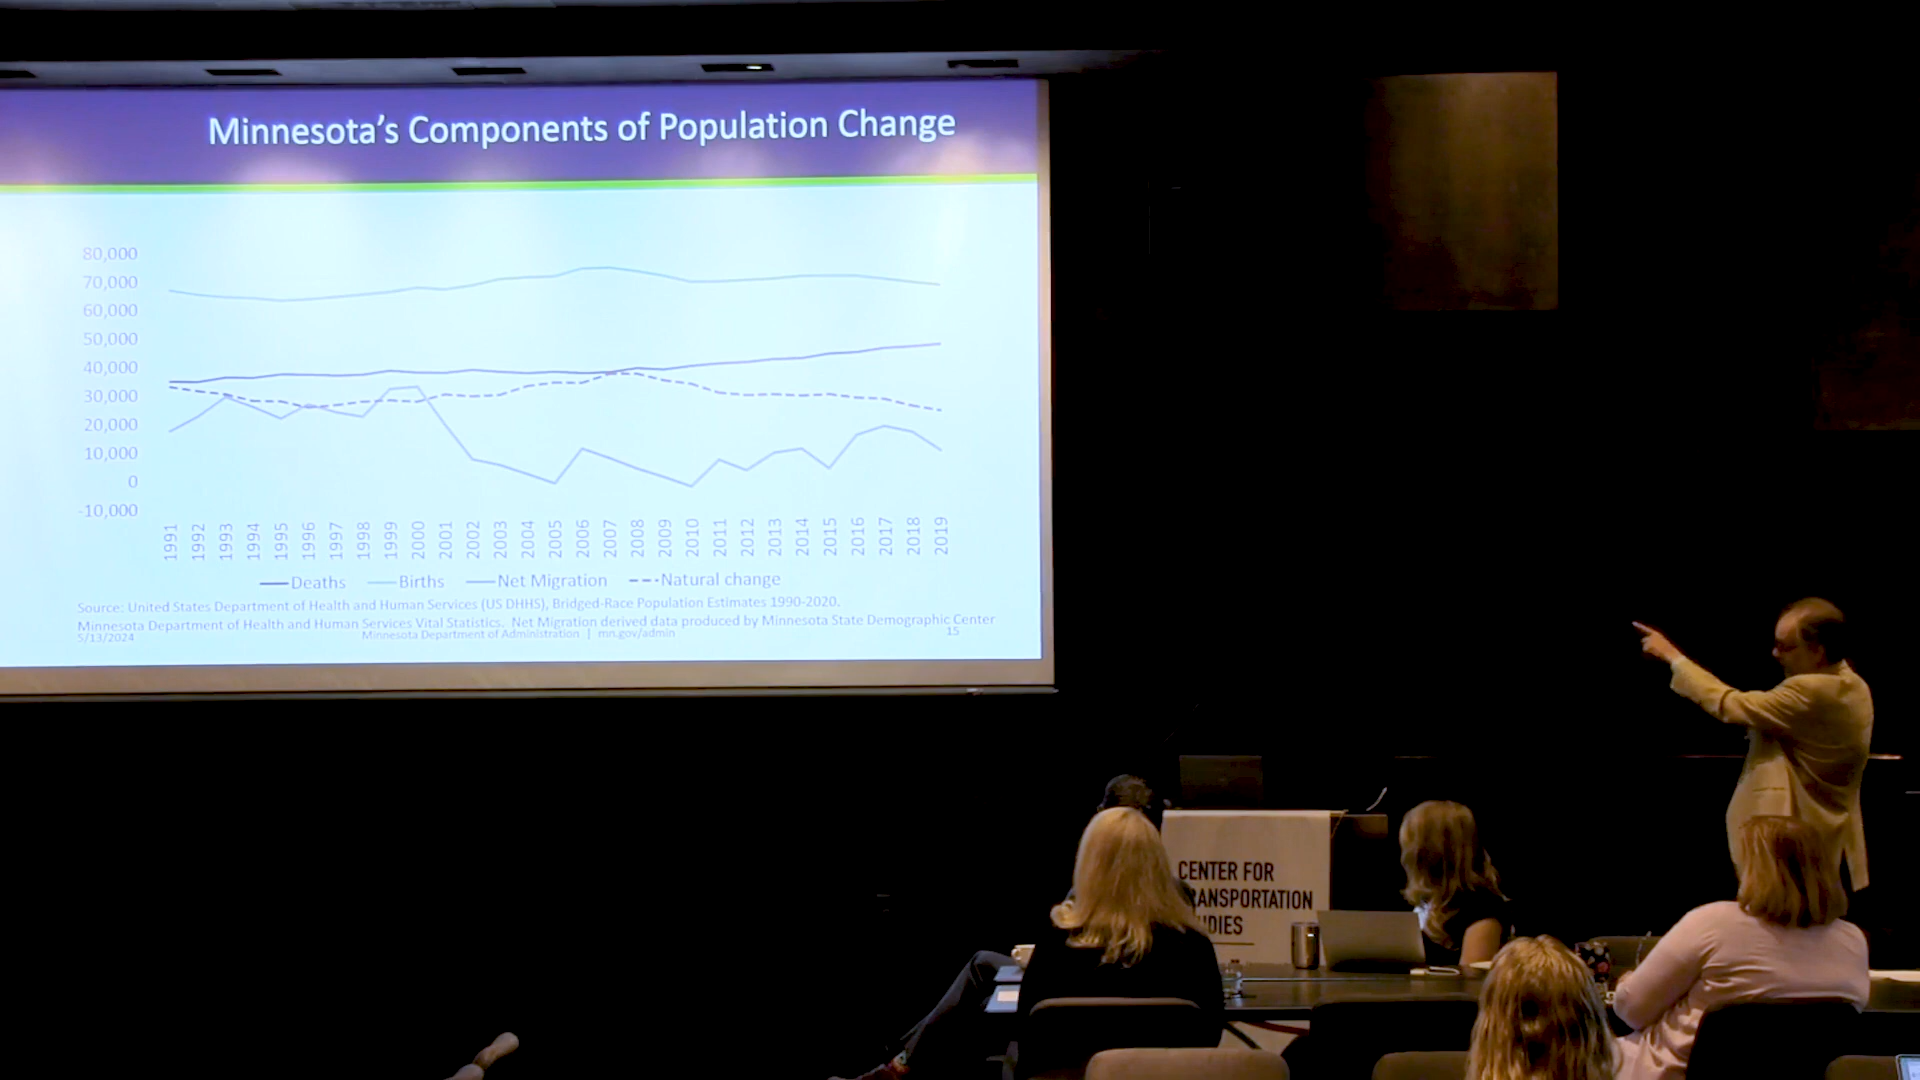 Minnesota's Components of Population Change
80,000
70,000
60,000
50,000
40,000
30,000
20,000
10,000
0
-10,000
1991 1992 1993 1994 1995 1996 1997 1998 1999 2000 2001 2002 2003 2004 2005 2006 2007 2008 2009 2010 2011 2012 2013 2014 2015 2016 2017 2018 2019
Deaths Births Net Migration Natural change
Source: United States Department of Health and Human Services (US DHHS), Bridged-Race Population Estimates 1990-2020.
Minnesota Department of Health and Human Services Vital Statistics. Net Migration derived data produced by Minnesota State Demographic Center
5/13/2024 Minnesota Department of Administration | mn.gov/admin 15
CENTER FOR
RANSPORTATION
UDIES